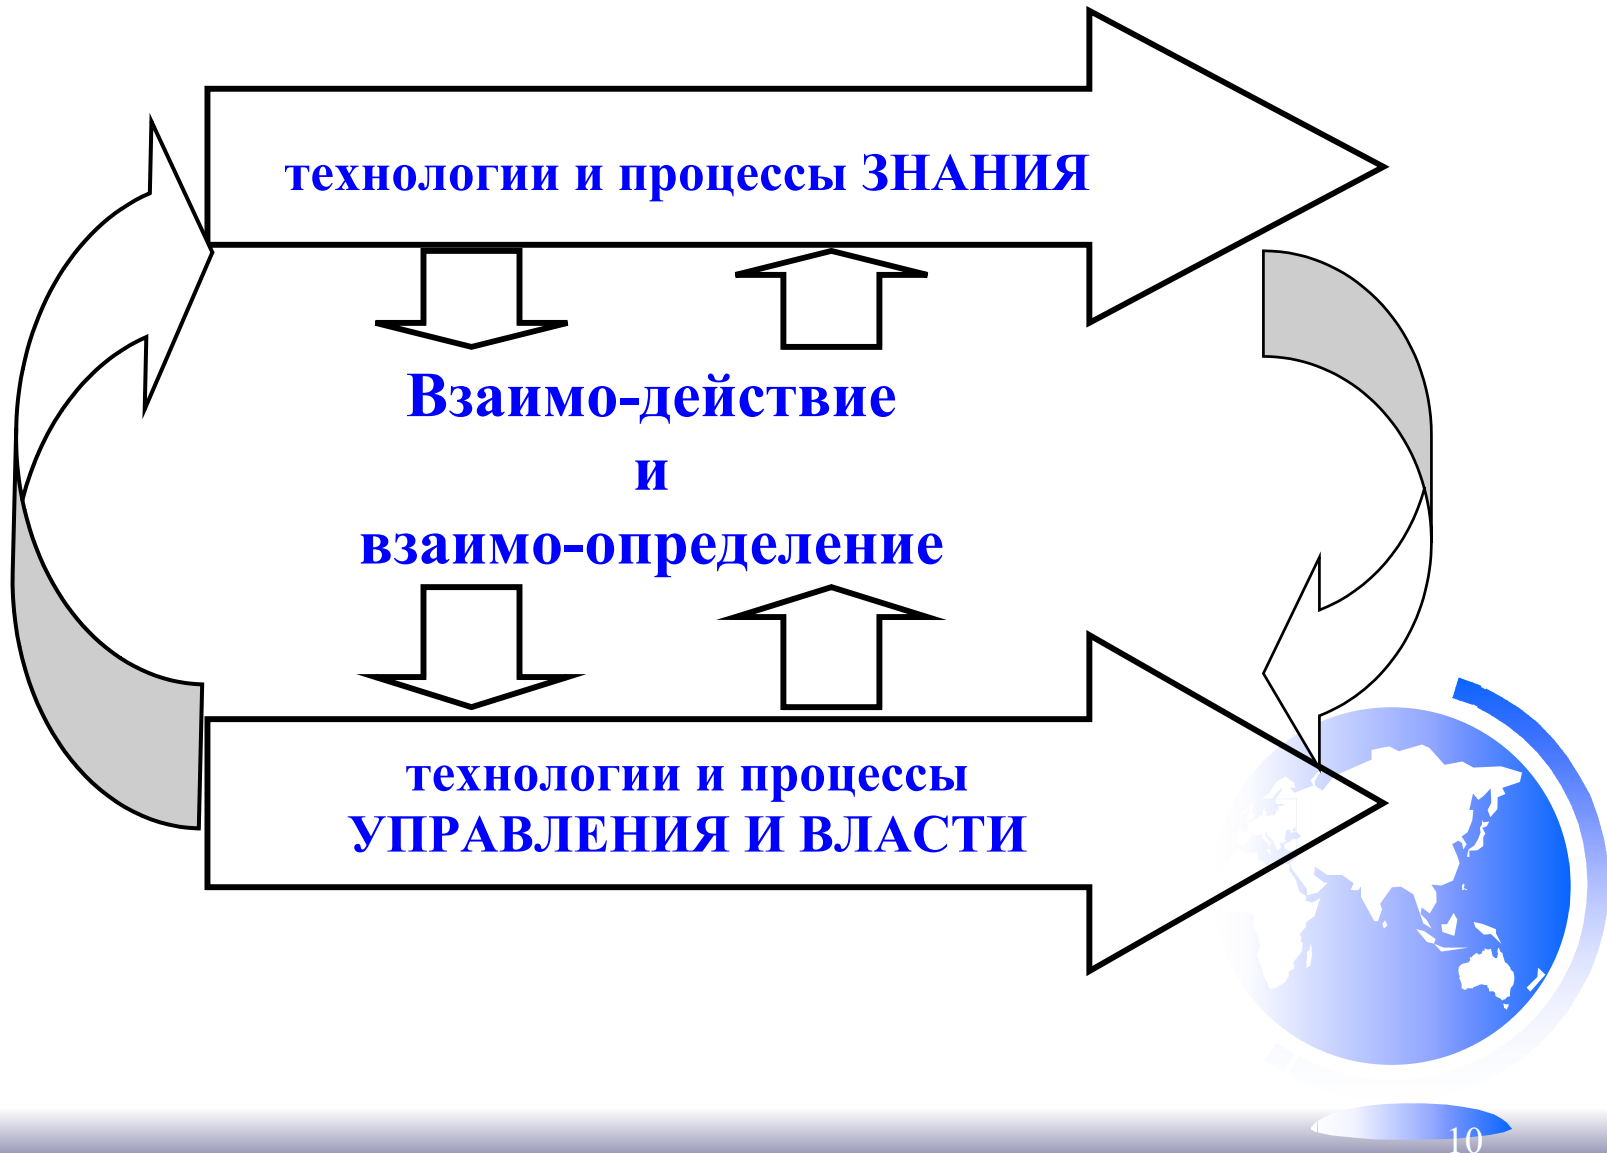 технологии и процессы ЗНАНИЯ
Взаимо-действие
и
взаимо-определение
технологии и процессы
УПРАВЛЕНИЯ И ВЛАСТИ
10